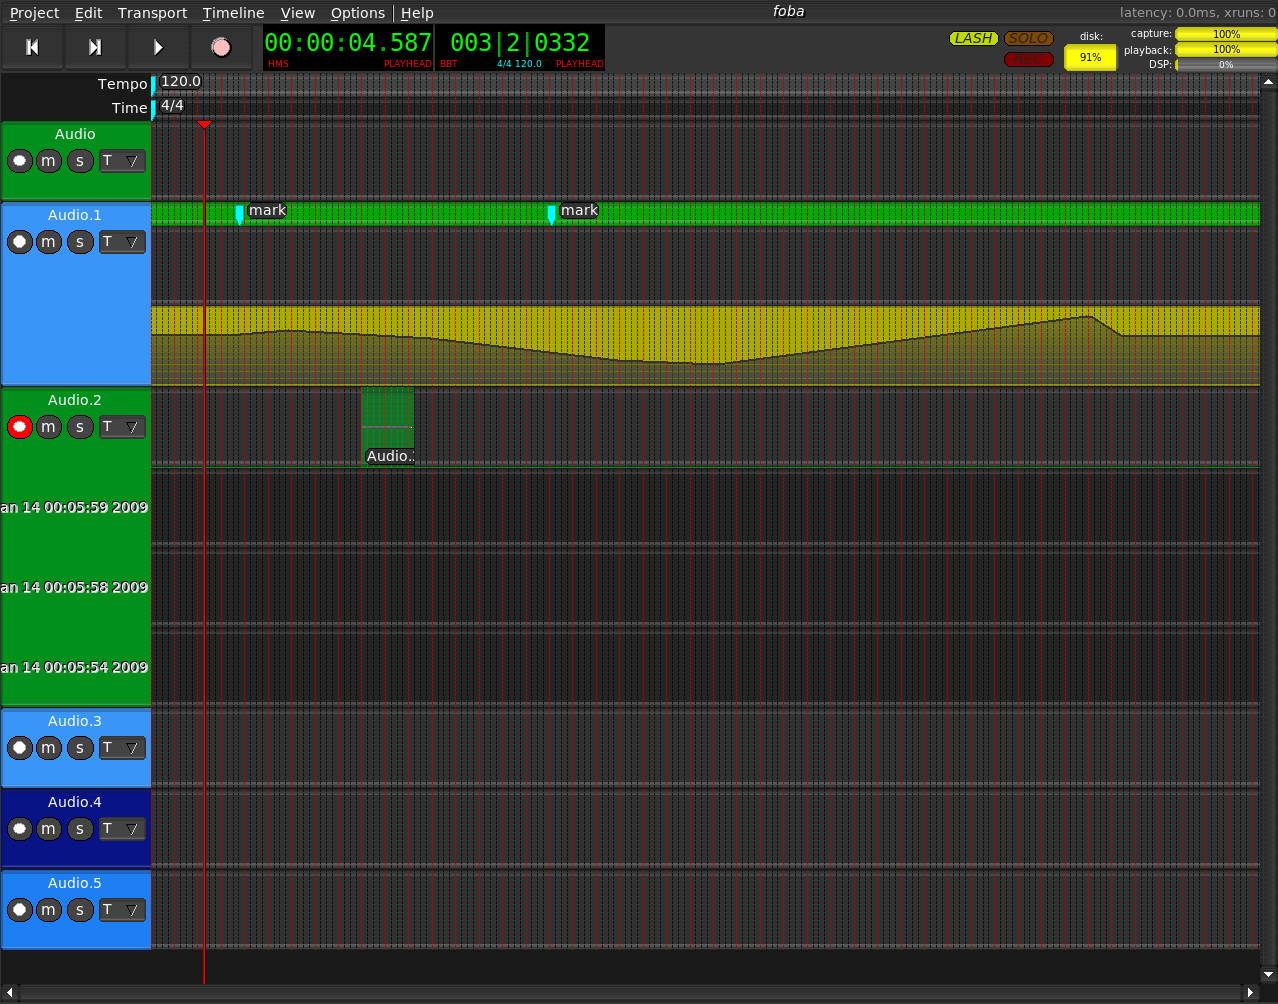 Project Edit Transport Timeline View Options Help foba latency: 0.0ms, xruns: 0
00:00:04.587 003|2|0332 LASH SOLO disk: capture: 100%
91% playback: 100%
HMS PLAYHEAD BBT 4/4 120.0 PLAYHEAD DSP: 0%
Tempo 120.0
Time 4/4
Audio
m s T
Audio.1 mark mark
m s T
Audio.2
m s T
Audio.
an 14 00:05:59 2009
an 14 00:05:58 2009
an 14 00:05:54 2009
Audio.3
m s T
Audio.4
m s T
Audio.5
m s T